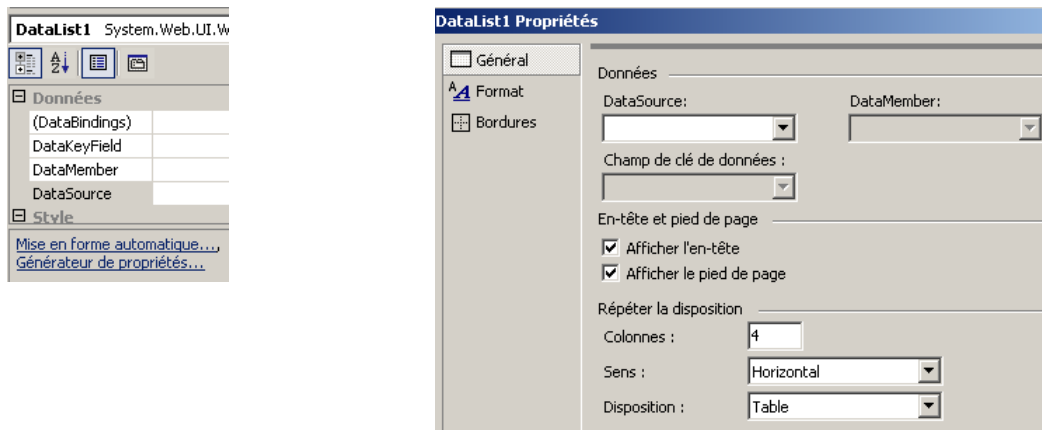 DataList1 System.Web.UI.W
Données
(DataBindings)
DataKeyField
DataMember
DataSource
Style
Mise en forme automatique...,
Générateur de propriétés...
DataList1 Propriétés
Général
Format
Bordures
Données
DataSource: DataMember:
Champ de clé de données :
En-tête et pied de page
Afficher l'en-tête
Afficher le pied de page
Répéter la disposition
Colonnes : 4
Sens : Horizontal
Disposition : Table